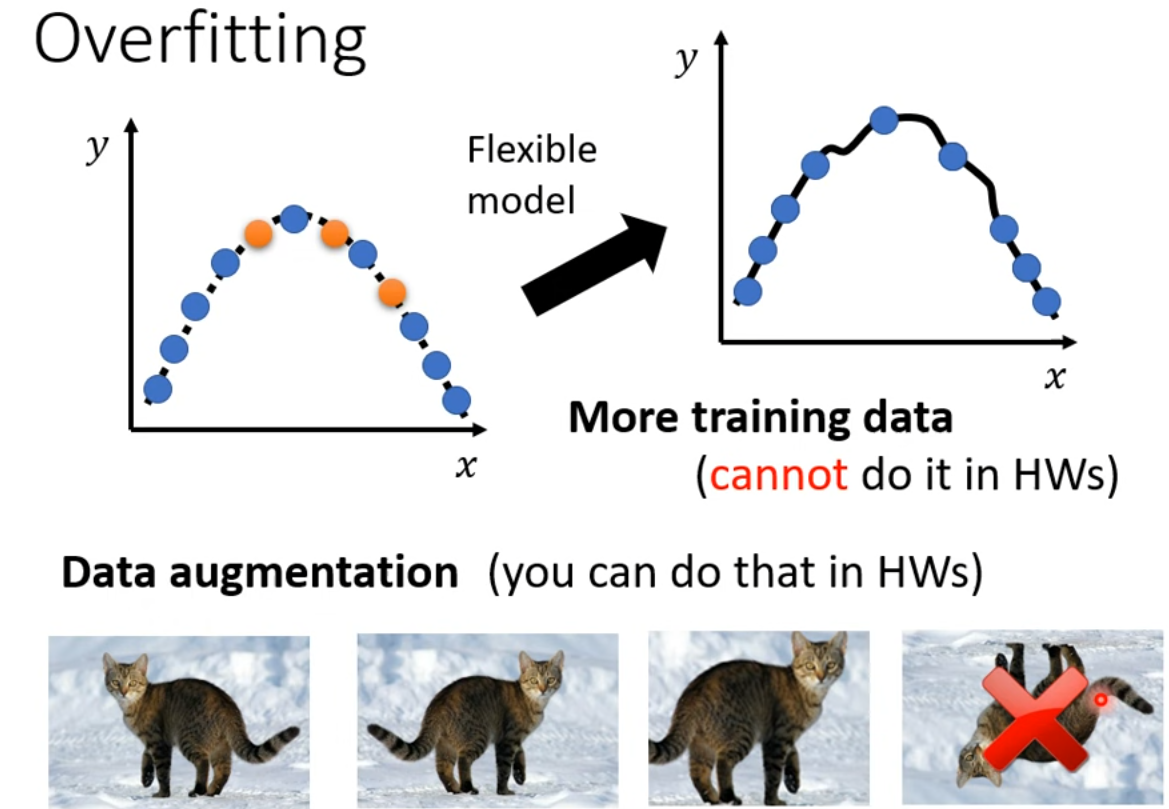 Overfitting
y
x
Flexible
model
y
x
More training data
(cannot do it in HWs)
Data augmentation (you can do that in HWs)